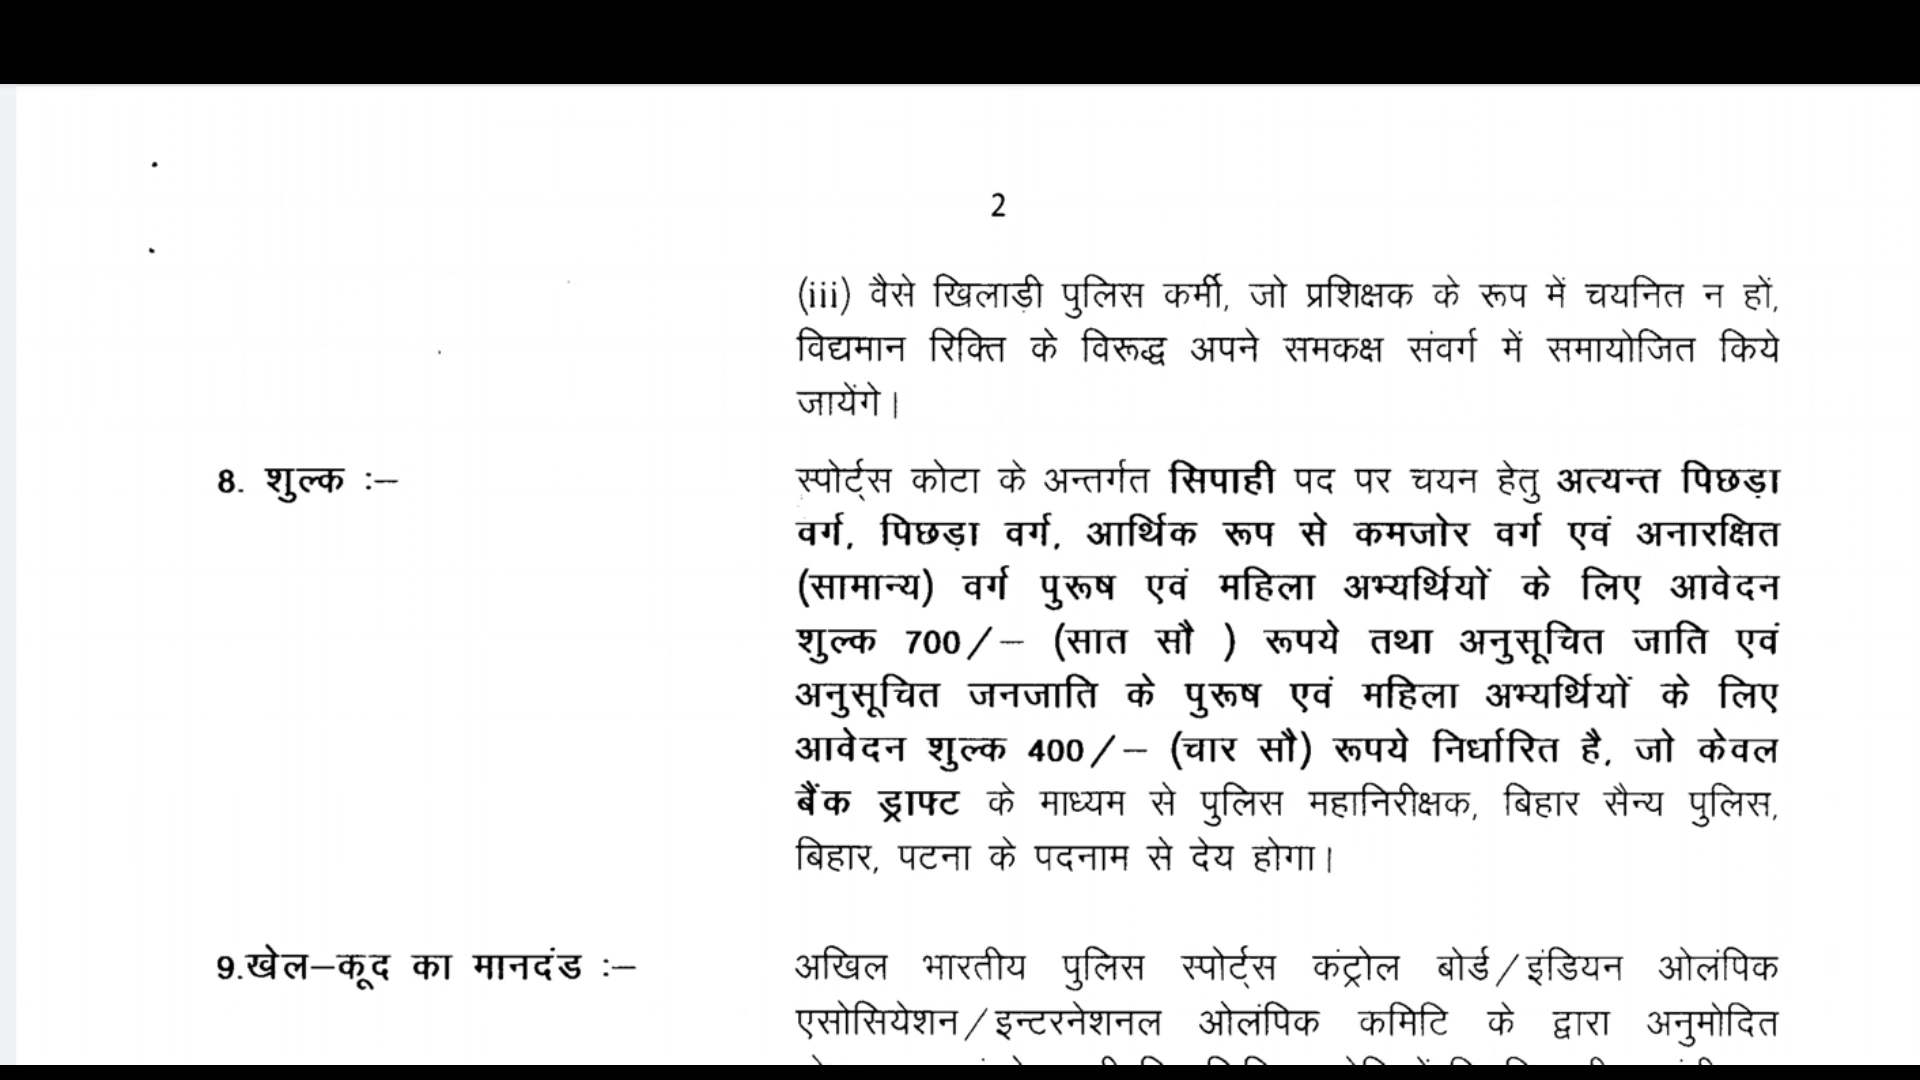 2
(iii) वैसे खिलाड़ी पुलिस कर्मी, जो प्रशिक्षक के रूप में चयनित न हों,
विद्यमान रिक्ति के विरूद्ध अपने समकक्ष संवर्ग में समायोजित किये
जायेंगे।
8. शुल्क :–
स्पोर्ट्स कोटा के अन्तर्गत सिपाही पद पर चयन हेतु अत्यन्त पिछड़ा
वर्ग, पिछड़ा वर्ग, आर्थिक रूप से कमजोर वर्ग एवं अनारक्षित
(सामान्य) वर्ग पुरूष एवं महिला अभ्यर्थियों के लिए आवेदन
शुल्क 700/– (सात सौ ) रूपये तथा अनुसूचित जाति एवं
अनुसूचित जनजाति के पुरूष एवं महिला अभ्यर्थियों के लिए
आवेदन शुल्क 400/– (चार सौ) रूपये निर्धारित है, जो केवल
बैंक ड्राफ्ट के माध्यम से पुलिस महानिरीक्षक, बिहार सैन्य पुलिस,
बिहार, पटना के पदनाम से देय होगा।
9.खेल–कूद का मानदंड :–
अखिल भारतीय पुलिस स्पोर्ट्स कंट्रोल बोर्ड/इंडियन ओलंपिक
एसोसियेशन/इन्टरनेशनल ओलंपिक कमिटि के द्वारा अनुमोदित